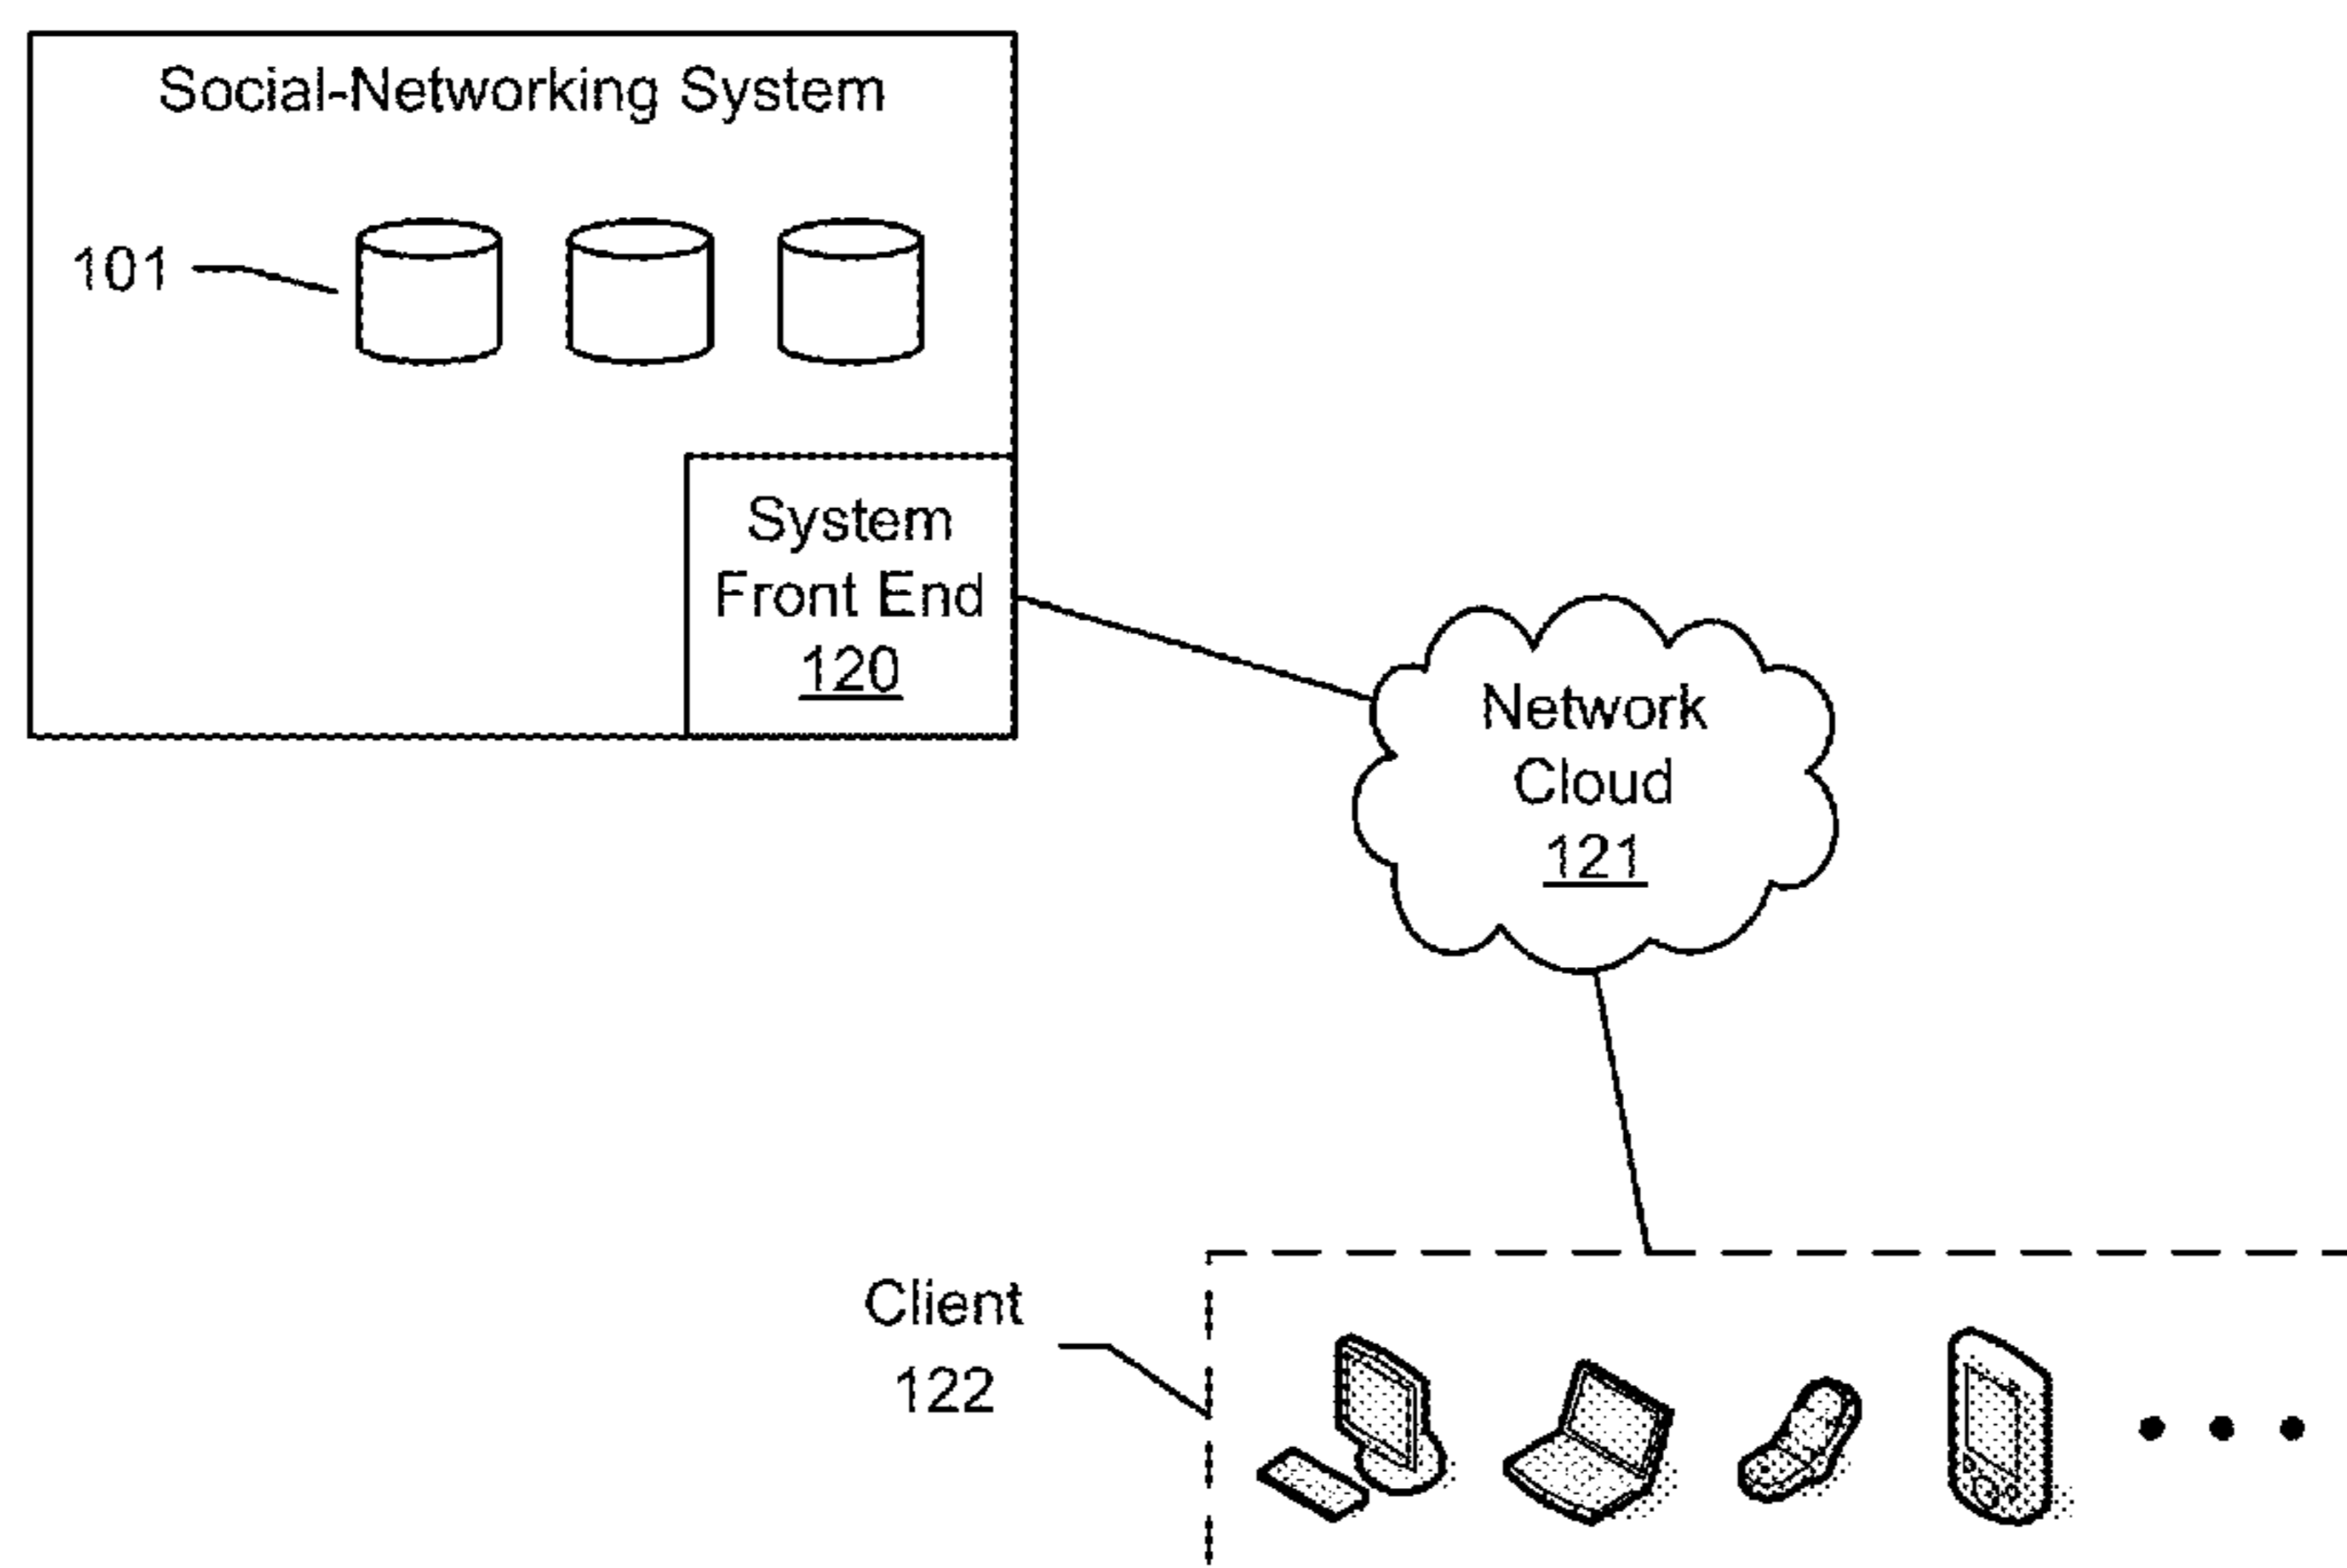 Social-Networking System
101
System
Front End
120
Network
Cloud
121
Client
122